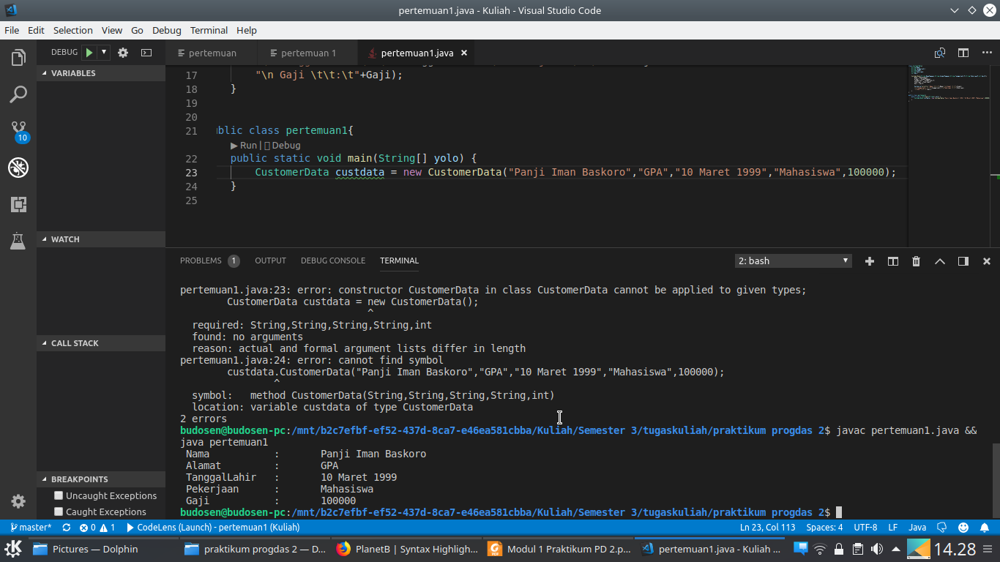 pertemuan1.java - Kuliah - Visual Studio Code
File Edit Selection View Go Debug Terminal Help
DEBUG
pertemuan
pertemuan 1
pertemuan1.java
VARIABLES
WATCH
CALL STACK
BREAKPOINTS
Uncaught Exceptions
Caught Exceptions
10
17 "\n Gaji \t\t:\t"+Gaji);
18 }
19
20
21 blic class pertemuan1{
Run | Debug
22 public static void main(String[] yolo) {
23 CustomerData custdata = new CustomerData("Panji Iman Baskoro","GPA","10 Maret 1999","Mahasiswa",100000);
24 }
25
PROBLEMS 1 OUTPUT DEBUG CONSOLE TERMINAL 2: bash
pertemuan1.java:23: error: constructor CustomerData in class CustomerData cannot be applied to given types;
CustomerData custdata = new CustomerData();
^
required: String,String,String,String,int
found: no arguments
reason: actual and formal argument lists differ in length
pertemuan1.java:24: error: cannot find symbol
custdata.CustomerData("Panji Iman Baskoro","GPA","10 Maret 1999","Mahasiswa",100000);
^
symbol: method CustomerData(String,String,String,String,int)
location: variable custdata of type CustomerData
2 errors
budosen@budosen-pc:/mnt/b2c7efbf-ef52-437d-8ca7-e46ea581cbba/Kuliah/Semester 3/tugaskuliah/praktikum progdas 2$ javac pertemuan1.java &&
java pertemuan1
Nama : Panji Iman Baskoro
Alamat : GPA
TanggalLahir : 10 Maret 1999
Pekerjaan : Mahasiswa
Gaji : 100000
budosen@budosen-pc:/mnt/b2c7efbf-ef52-437d-8ca7-e46ea581cbba/Kuliah/Semester 3/tugaskuliah/praktikum progdas 2$
master* 0 1 CodeLens (Launch) - pertemuan1 (Kuliah) Ln 23, Col 113 Spaces: 4 UTF-8 LF Java
Pictures — Dolphin
praktikum progdas 2 — D...
PlanetB | Syntax Highligh...
Modul 1 Praktikum PD 2.p...
pertemuan1.java - Kuliah ...
14.28